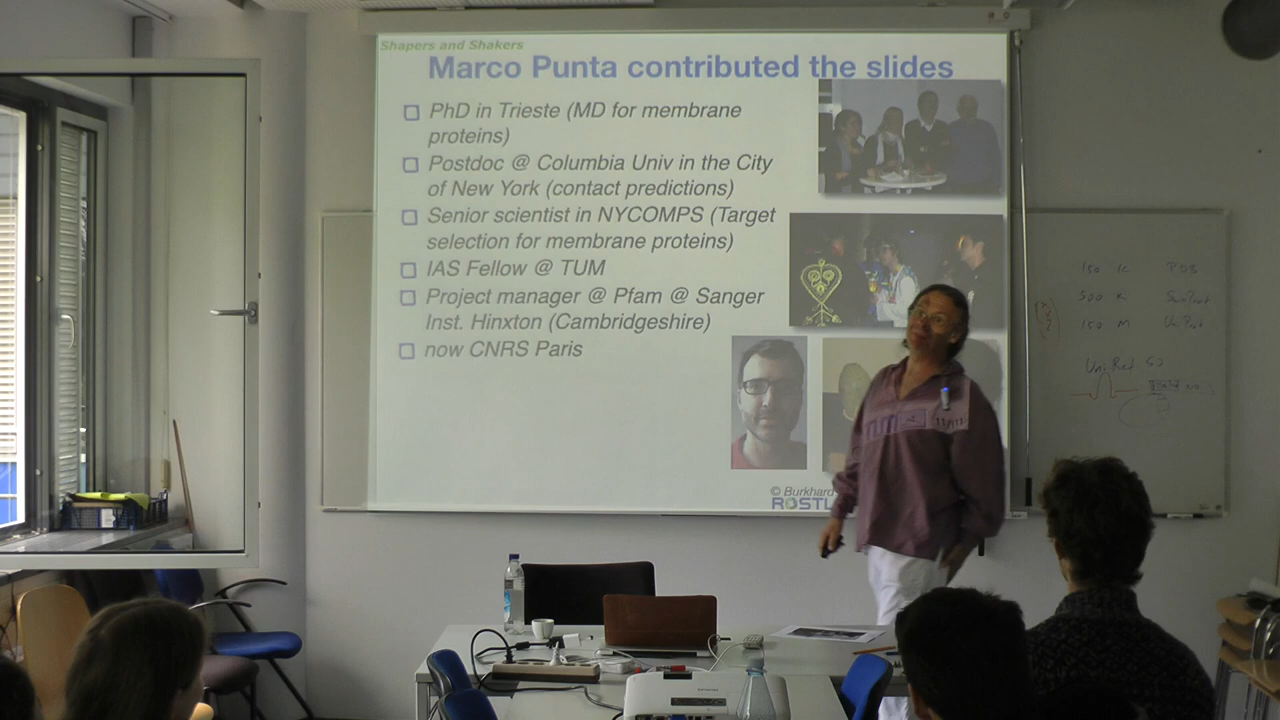 Shapers and Shakers
Marco Punta contributed the slides
PhD in Trieste (MD for membrane
proteins)
Postdoc @ Columbia Univ in the City
of New York (contact predictions)
Senior scientist in NYCOMPS (Target
selection for membrane proteins)
IAS Fellow @ TUM
Project manager @ Pfam @ Sanger
Inst. Hinxton (Cambridgeshire)
now CNRS Paris
© Burkhard
ROSTL
150 K PDB
500 K SwissProt
150 M UniProt
UniRef 50